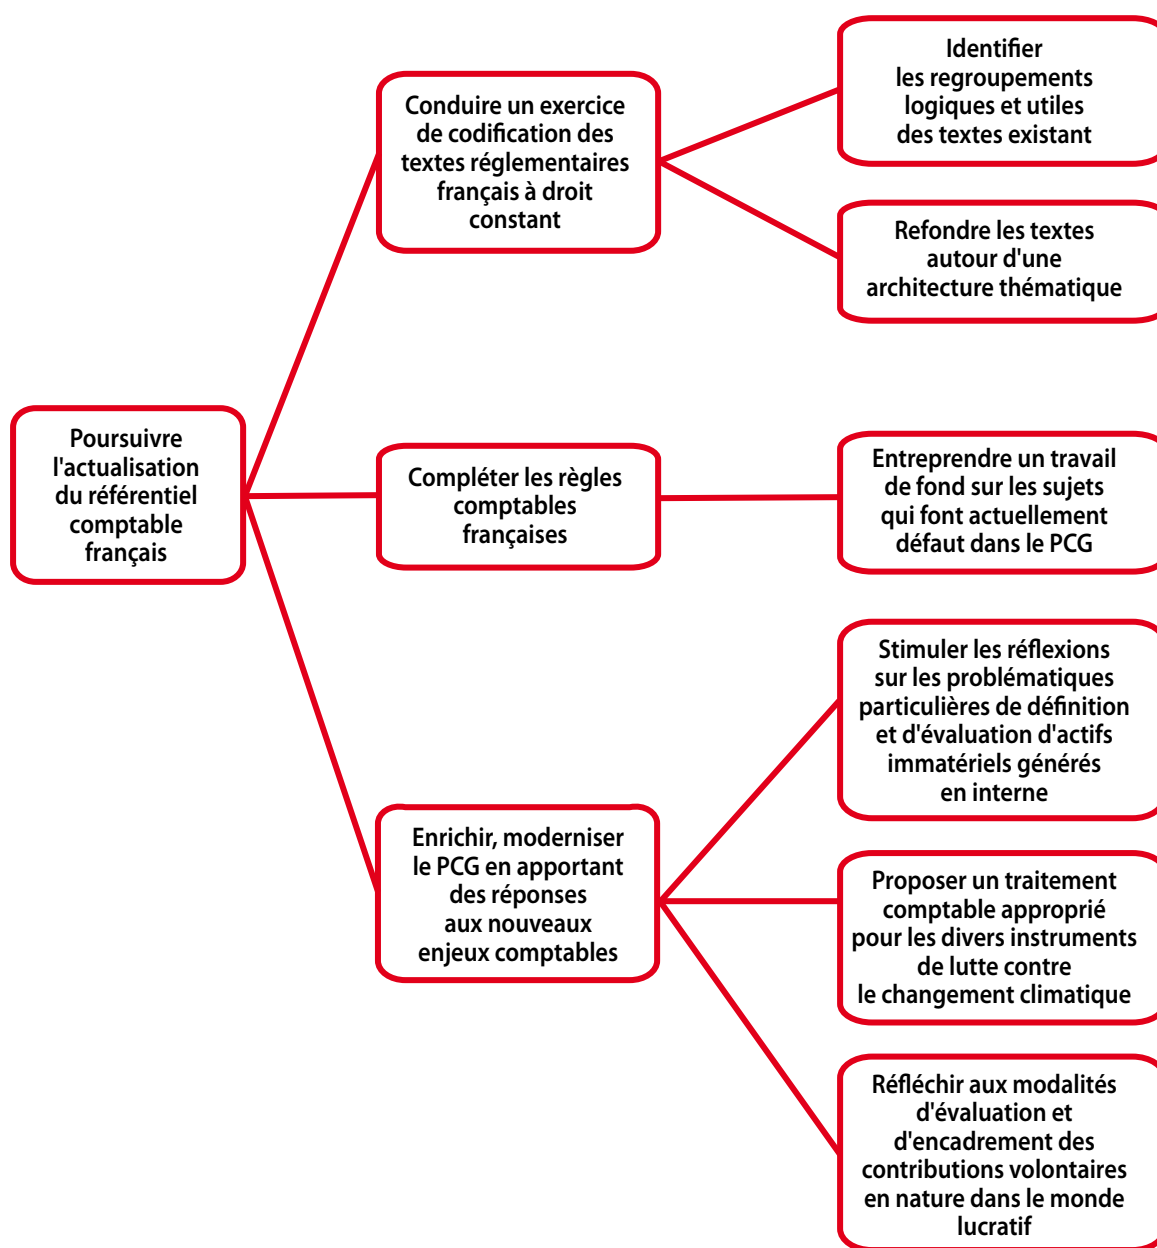 Poursuivre
l'actualisation
du référentiel
comptable
français
Conduire un exercice
de codification des
textes réglementaires
français à droit
constant
Identifier
les regroupements
logiques et utiles
des textes existant
Refondre les textes
autour d'une
architecture thématique
Compléter les règles
comptables
françaises
Entreprendre un travail
de fond sur les sujets
qui font actuellement
défaut dans le PCG
Enrichir, moderniser
le PCG en apportant
des réponses
aux nouveaux
enjeux comptables
Stimuler les réflexions
sur les problématiques
particulières de définition
et d'évaluation d'actifs
immatériels générés
en interne
Proposer un traitement
comptable approprié
pour les divers instruments
de lutte contre
le changement climatique
Réfléchir aux modalités
d'évaluation et
d'encadrement des
contributions volontaires
en nature dans le monde
lucratif